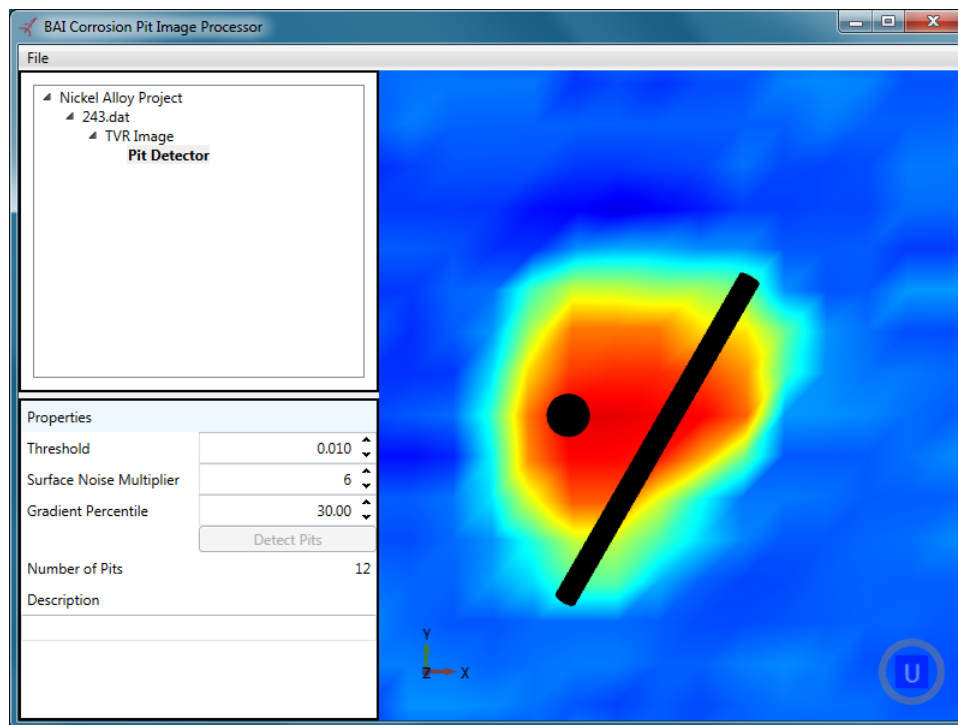 BAI Corrosion Pit Image Processor
File
Nickel Alloy Project
243.dat
TVR Image
Pit Detector
Properties
Threshold 0.010
Surface Noise Multiplier 6
Gradient Percentile 30.00
Detect Pits
Number of Pits 12
Description
Y
Z X
U